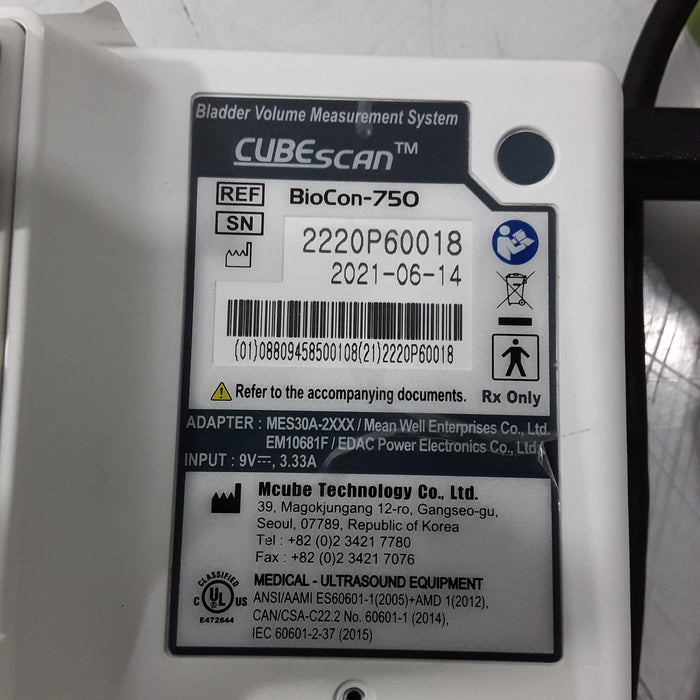 Bladder Volume Measurement System
CUBEscan™
REF BioCon-750
SN 2220P60018
2021-06-14
(01)08809458500108(21)2220P60018
Refer to the accompanying documents. Rx Only
ADAPTER : MES30A-2XXX / Mean Well Enterprises Co., Ltd.
EM10681F / EDAC Power Electronics Co., Ltd.
INPUT : 9V⎓, 3.33A
Mcube Technology Co., Ltd.
39, Magokjungang 12-ro, Gangseo-gu,
Seoul, 07789, Republic of Korea
Tel : +82 (0)2 3421 7780
Fax : +82 (0)2 3421 7076
CLASSIFIED
C UL US
E472644
MEDICAL - ULTRASOUND EQUIPMENT
ANSI/AAMI ES60601-1(2005)+AMD 1(2012),
CAN/CSA-C22.2 No. 60601-1 (2014),
IEC 60601-2-37 (2015)